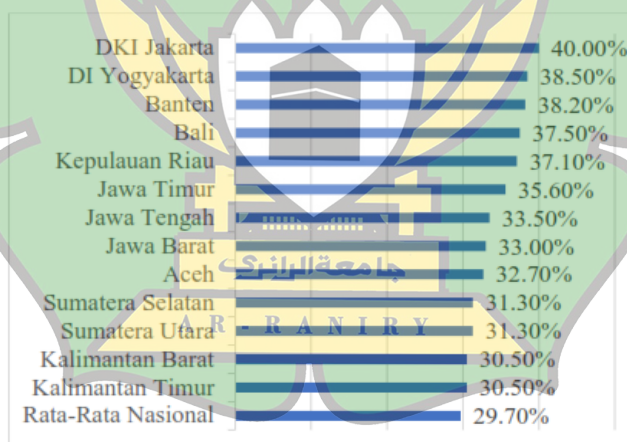 DKI Jakarta 40.00%
DI Yogyakarta 38.50%
Banten 38.20%
Bali 37.50%
Kepulauan Riau 37.10%
Jawa Timur 35.60%
Jawa Tengah 33.50%
Jawa Barat 33.00%
Aceh 32.70%
جامعة الرانري
Sumatera Selatan 31.30%
Sumatera Utara 31.30%
AR - RANIRY
Kalimantan Barat 30.50%
Kalimantan Timur 30.50%
Rata-Rata Nasional 29.70%